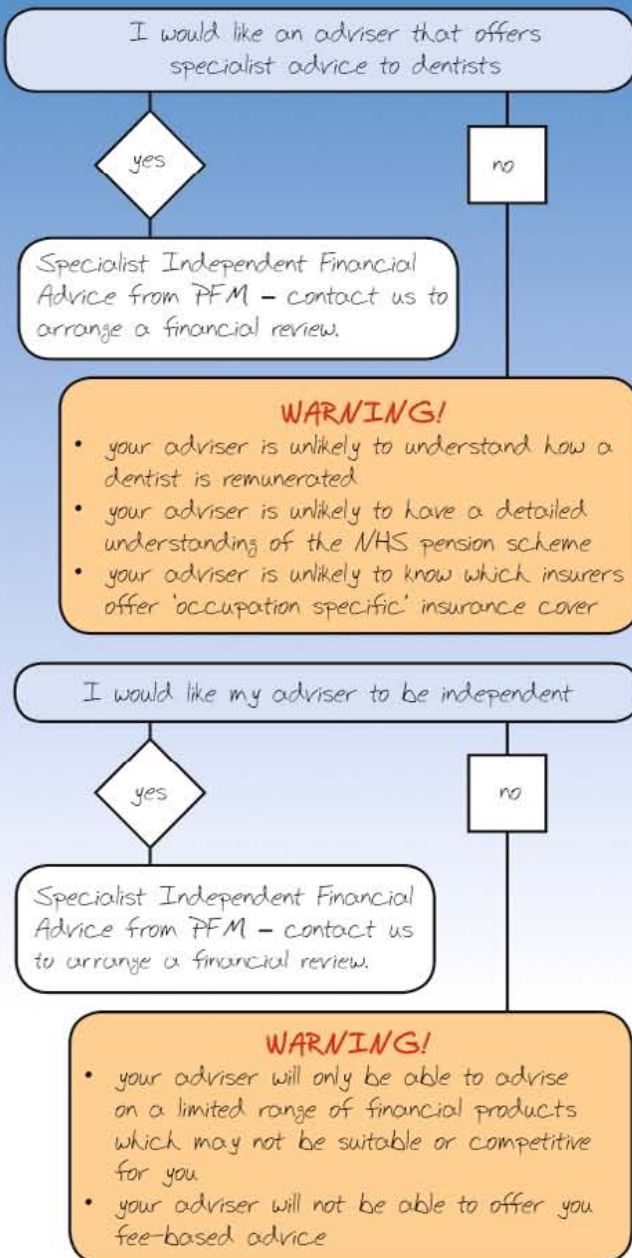 I would like an adviser that offers
specialist advice to dentists
yes
no
Specialist Independent Financial
Advice from PFM – contact us to
arrange a financial review.
WARNING!
• your adviser is unlikely to understand how a
dentist is remunerated
• your adviser is unlikely to have a detailed
understanding of the NHS pension scheme
• your adviser is unlikely to know which insurers
offer 'occupation specific' insurance cover
I would like my adviser to be independent
yes
no
Specialist Independent Financial
Advice from PFM – contact us
to arrange a financial review.
WARNING!
• your adviser will only be able to advise
on a limited range of financial products
which may not be suitable or competitive
for you
• your adviser will not be able to offer you
fee-based advice